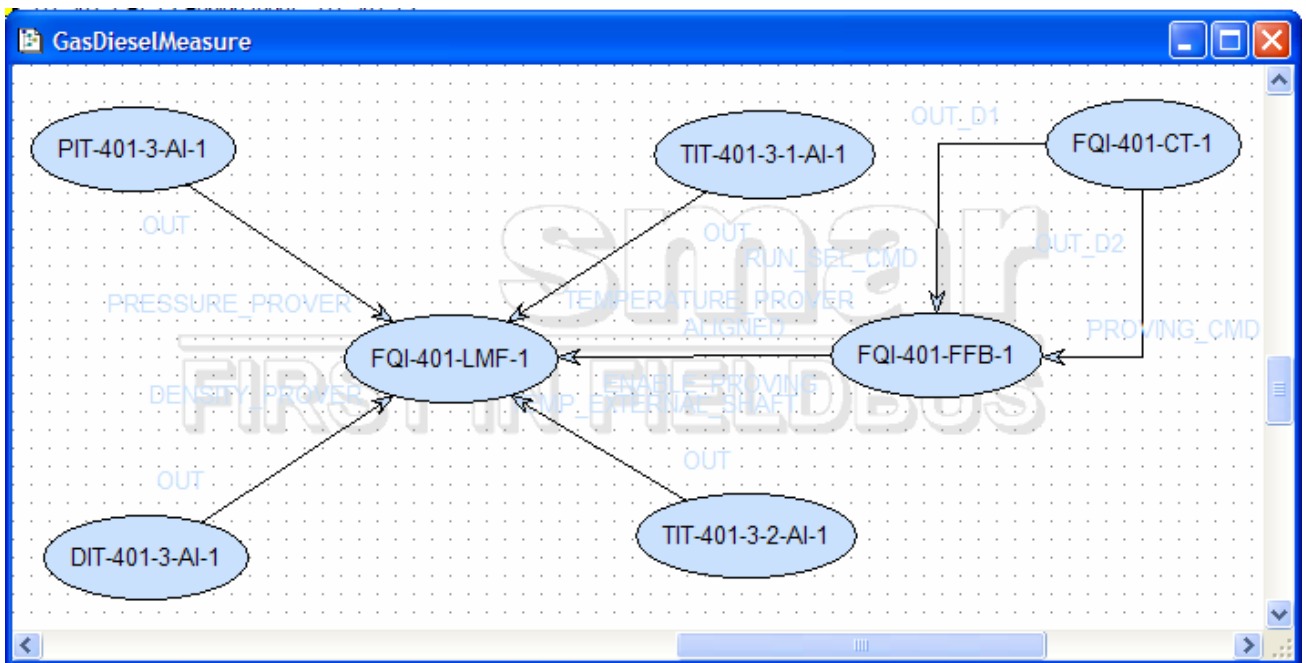 GasDieselMeasure
PIT-401-3-AI-1
TIT-401-3-1-AI-1
OUT_D1
FQI-401-CT-1
OUT
OUT
RUN_SEL_CMD
OUT_D2
smar
PRESSURE_PROVER
TEMPERATURE_PROVER
ALIGNED
PROVING_CMD
FQI-401-LMF-1
FQI-401-FFB-1
FIRST IN FIELDBUS
DENSITY_PROVER
ENABLE_PROVING
OUT
OUT
DIT-401-3-AI-1
TIT-401-3-2-AI-1